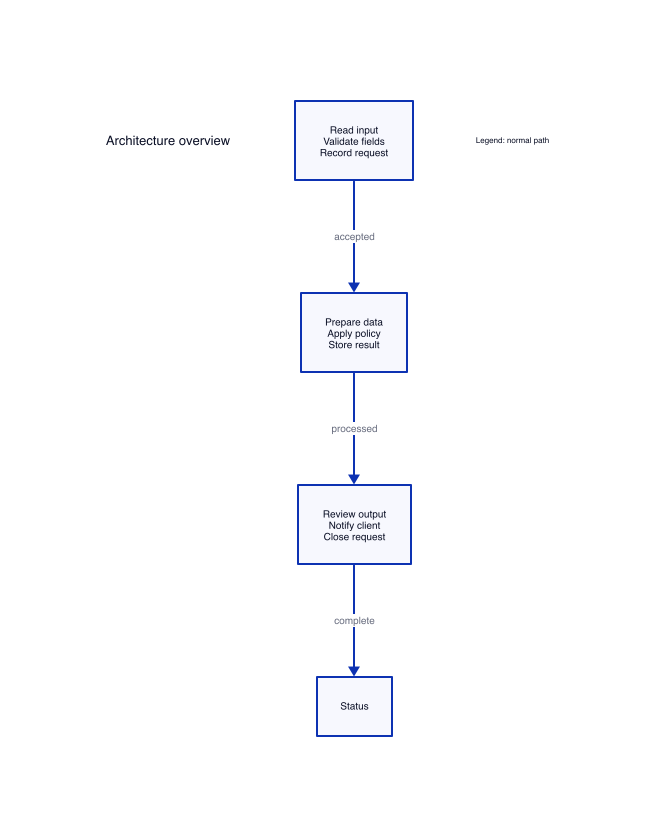 Architecture overview
Read input
Validate fields
Record request
Legend: normal path
accepted
Prepare data
Apply policy
Store result
processed
Review output
Notify client
Close request
complete
Status